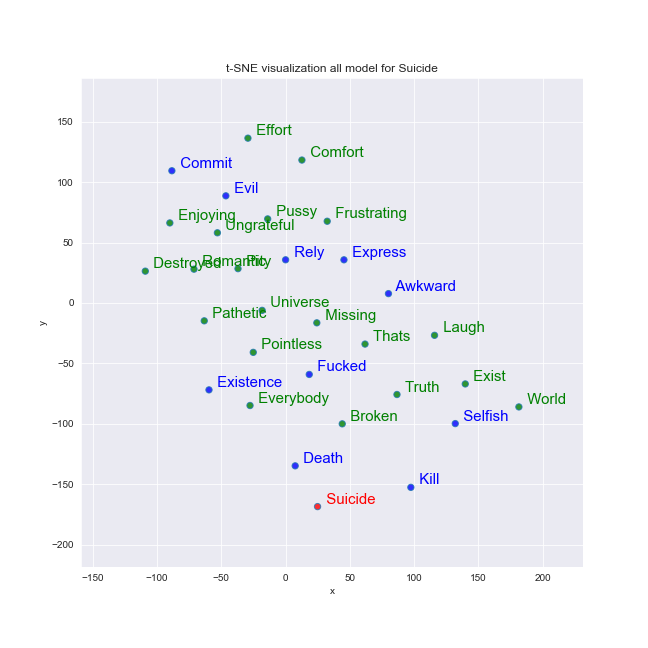 t-SNE visualization all model for Suicide
150
100
50
0
−50
−100
−150
−200
y
Effort
Comfort
Commit
Evil
Enjoying
Pussy
Frustrating
Ungrateful
Rely
Express
Destroyed
Romantic
Awkward
Universe
Pathetic
Missing
Laugh
Thats
Pointless
Fucked
Exist
Existence
Truth
Everybody
World
Broken
Selfish
Death
Kill
Suicide
−150
−100
−50
0
50
100
150
200
x